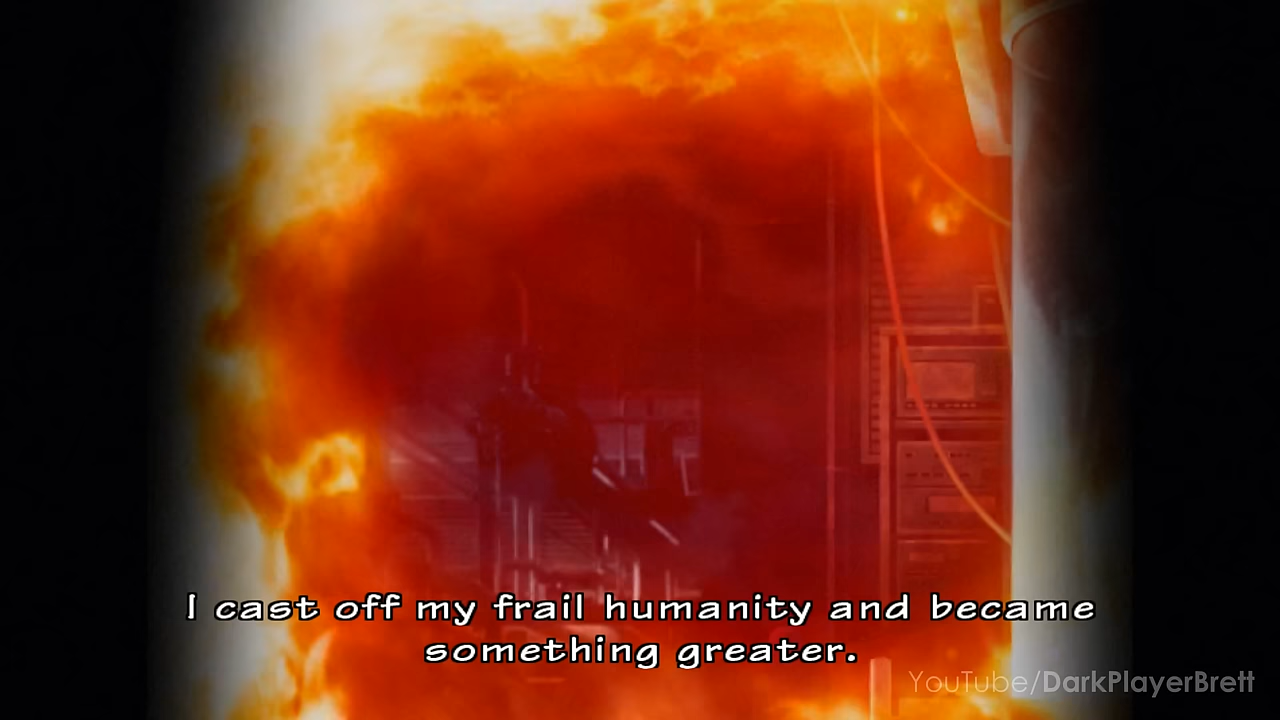 I cast off my frail humanity and became
something greater.
YouTube/DarkPlayerBrett